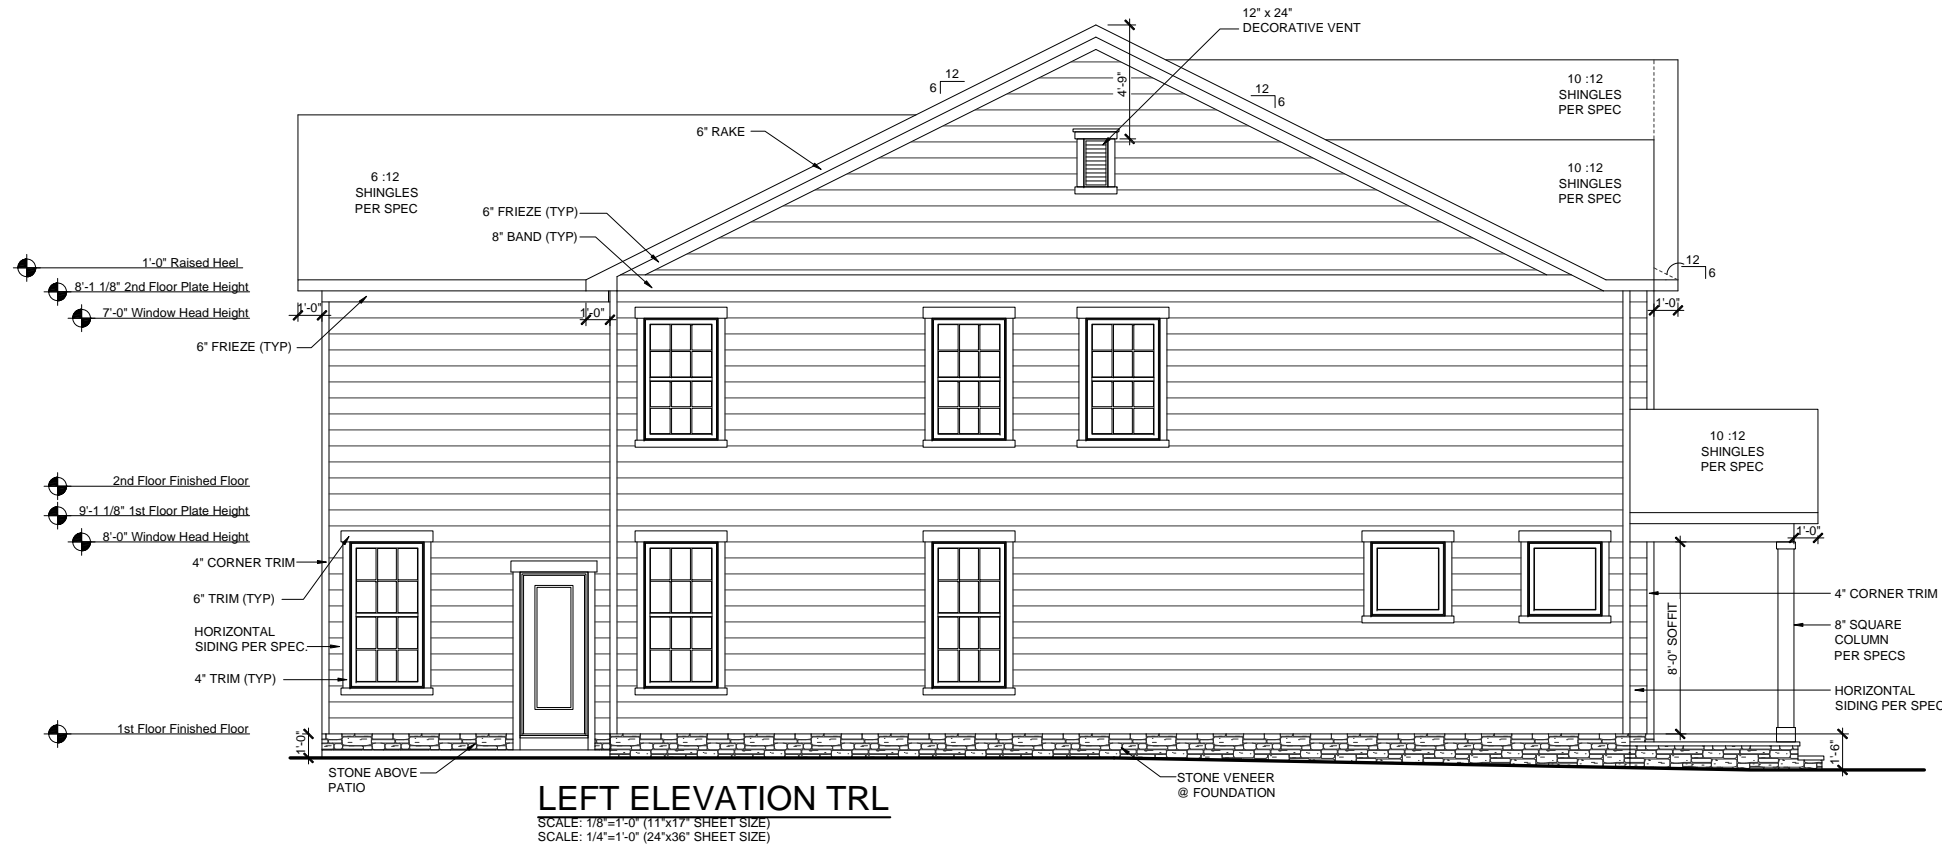 12" x 24"
DECORATIVE VENT
12
6
4'-9"
12
6
10 :12
SHINGLES
PER SPEC
6" RAKE
6 :12
SHINGLES
PER SPEC
10 :12
SHINGLES
PER SPEC
6" FRIEZE (TYP)
8" BAND (TYP)
1'-0" Raised Heel
12
6
8'-1 1/8" 2nd Floor Plate Height
7'-0" Window Head Height
1'-0"
1'-0"
1'-0"
6" FRIEZE (TYP)
10 :12
SHINGLES
PER SPEC
2nd Floor Finished Floor
9'-1 1/8" 1st Floor Plate Height
8'-0" Window Head Height
1'-0"
4" CORNER TRIM
6" TRIM (TYP)
HORIZONTAL
SIDING PER SPEC.
4" TRIM (TYP)
8'-0" SOFFIT
4" CORNER TRIM
8" SQUARE
COLUMN
PER SPECS
HORIZONTAL
SIDING PER SPEC
1st Floor Finished Floor
1'-0"
1'-6"
STONE ABOVE
PATIO
STONE VENEER
@ FOUNDATION
LEFT ELEVATION TRL
SCALE: 1/8"=1'-0" (11"x17" SHEET SIZE)
SCALE: 1/4"=1'-0" (24"x36" SHEET SIZE)